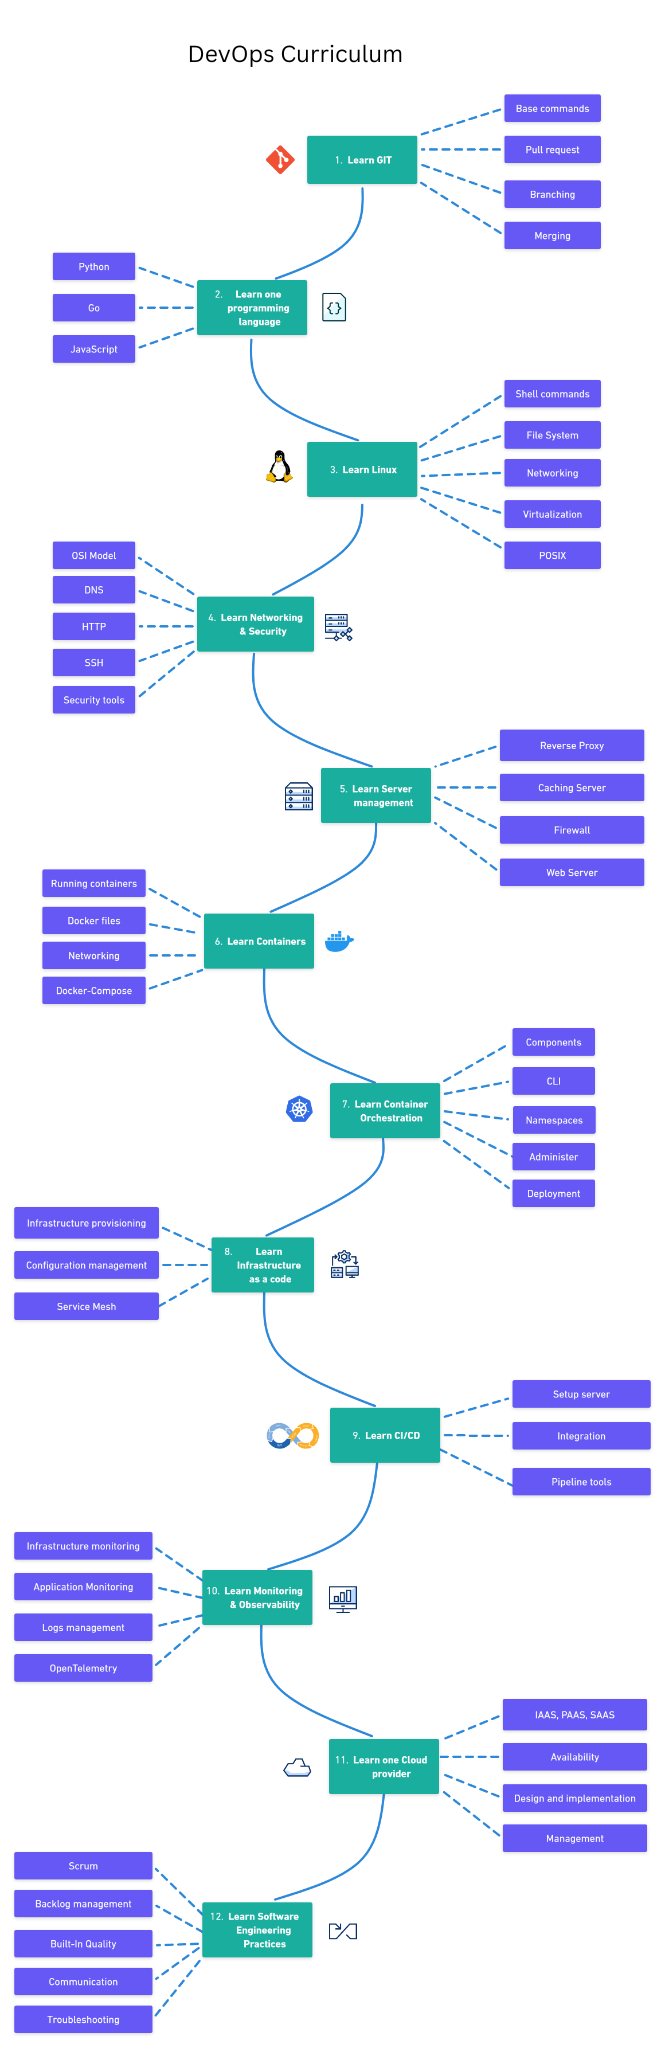 DevOps Curriculum
Base commands
1. Learn GIT
Pull request
Branching
Merging
Python
2. Learn one
programming
language
Go
JavaScript
Shell commands
File System
3. Learn Linux
Networking
Virtualization
POSIX
OSI Model
DNS
4. Learn Networking
& Security
HTTP
SSH
Security tools
Reverse Proxy
5. Learn Server
management
Caching Server
Firewall
Web Server
Running containers
Docker files
6. Learn Containers
Networking
Docker-Compose
Components
CLI
7. Learn Container
Orchestration
Namespaces
Administer
Deployment
Infrastructure provisioning
8. Learn
Infrastructure
as a code
Configuration management
Service Mesh
Setup server
9. Learn CI/CD
Integration
Pipeline tools
Infrastructure monitoring
Application Monitoring
10. Learn Monitoring
& Observability
Logs management
OpenTelemetry
IAAS, PAAS, SAAS
11. Learn one Cloud
provider
Availability
Design and implementation
Management
Scrum
Backlog management
12. Learn Software
Engineering
Practices
Built-In Quality
Communication
Troubleshooting